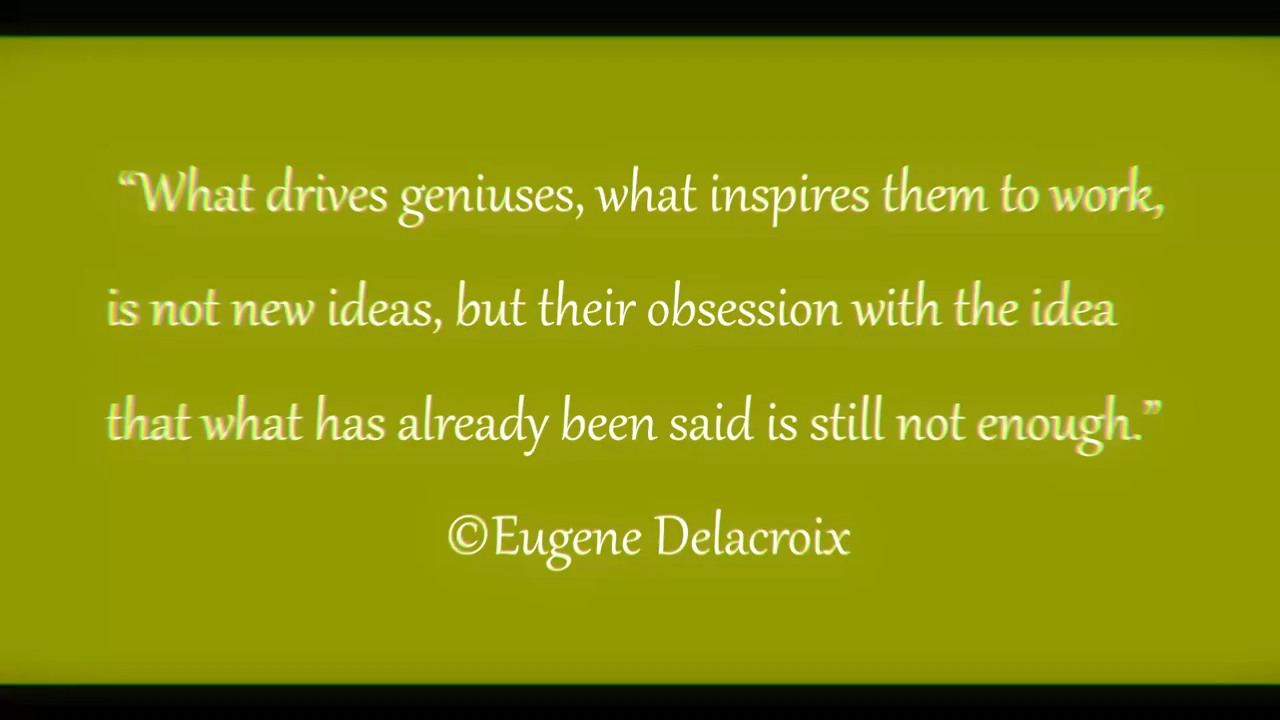 “What drives geniuses, what inspires them to work,
is not new ideas, but their obsession with the idea
that what has already been said is still not enough.”
©Eugene Delacroix